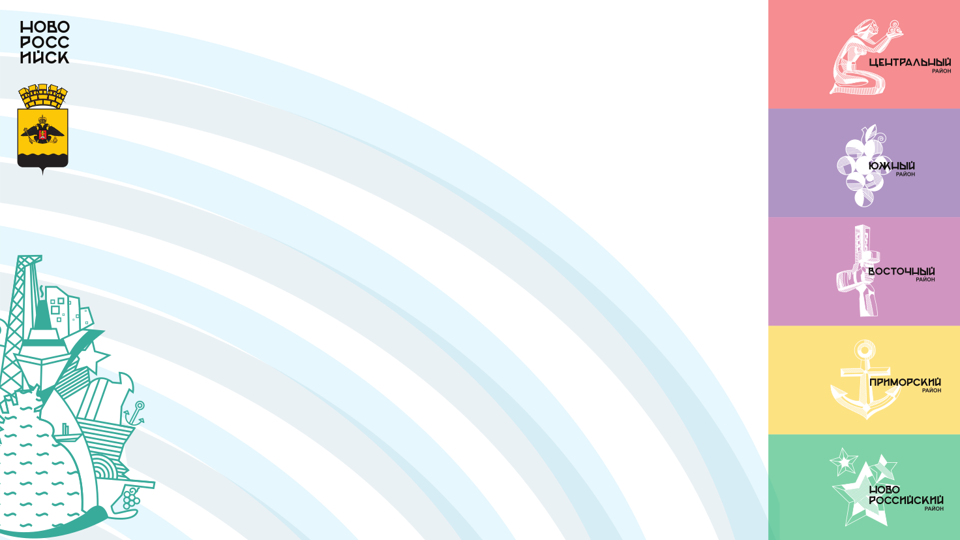 НОВО
РОСС
ИЙСК
ЦЕНТРАЛЬНЫЙ
РАЙОН
ЮЖНЫЙ
РАЙОН
ВОСТОЧНЫЙ
РАЙОН
ПРИМОРСКИЙ
РАЙОН
НОВО
РОССИЙСКИЙ
РАЙОН